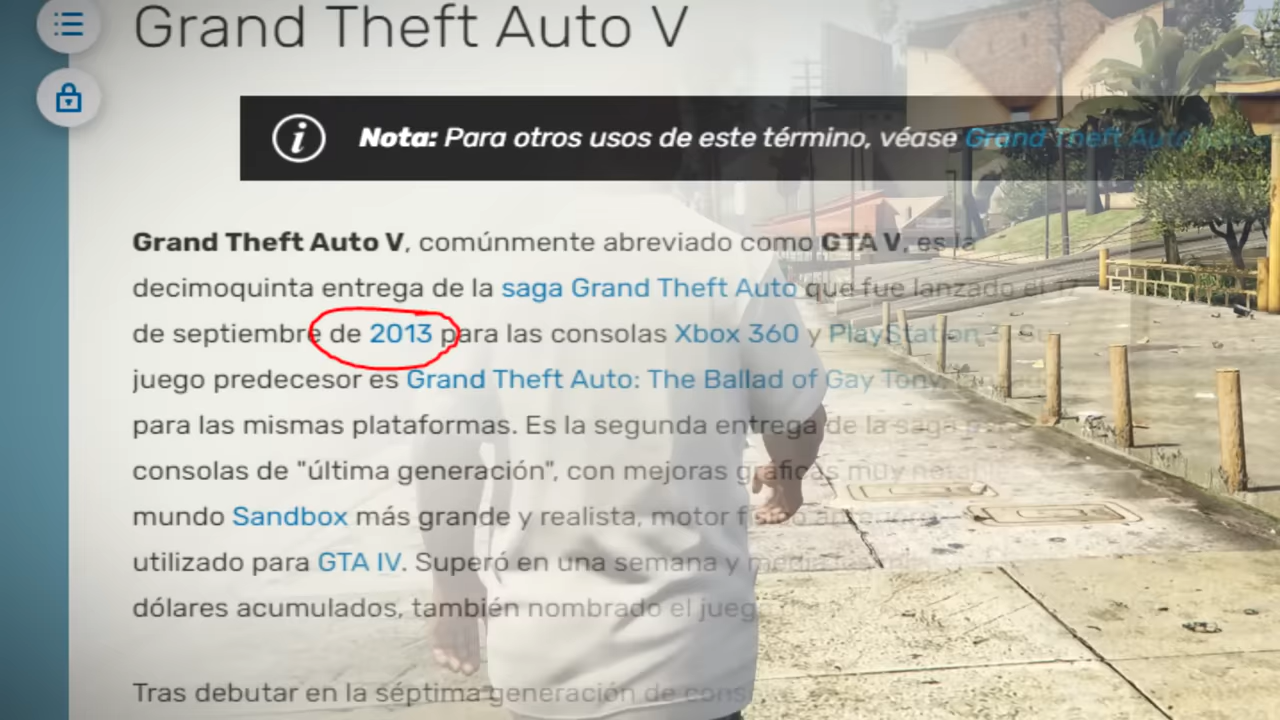 Grand Theft Auto V
Nota: Para otros usos de este término, véase Grand Theft Auto
Grand Theft Auto V, comúnmente abreviado como GTA V, es la
decimoquinta entrega de la saga Grand Theft Auto que fue lanzado el 17
de septiembre de 2013 para las consolas Xbox 360 y PlayStation 3. Su
juego predecesor es Grand Theft Auto: The Ballad of Gay Tony,
para las mismas plataformas. Es la segunda entrega de la saga
consolas de "última generación", con mejoras gráficas muy
mundo Sandbox más grande y realista, motor físico
utilizado para GTA IV. Superó en una semana y media
dólares acumulados, también nombrado el
Tras debutar en la séptima generación de